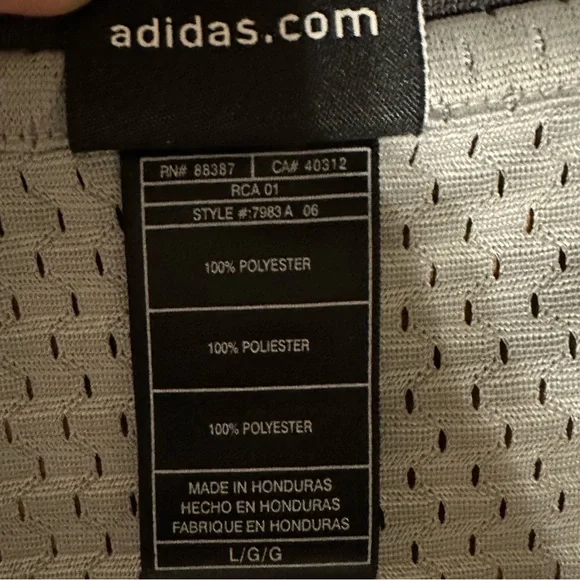 adidas.com
RN# 88387 CA# 40312
RCA 01
STYLE #:7983 A 06
100% POLYESTER
100% POLIESTER
100% POLYESTER
MADE IN HONDURAS
HECHO EN HONDURAS
FABRIQUE EN HONDURAS
L/G/G